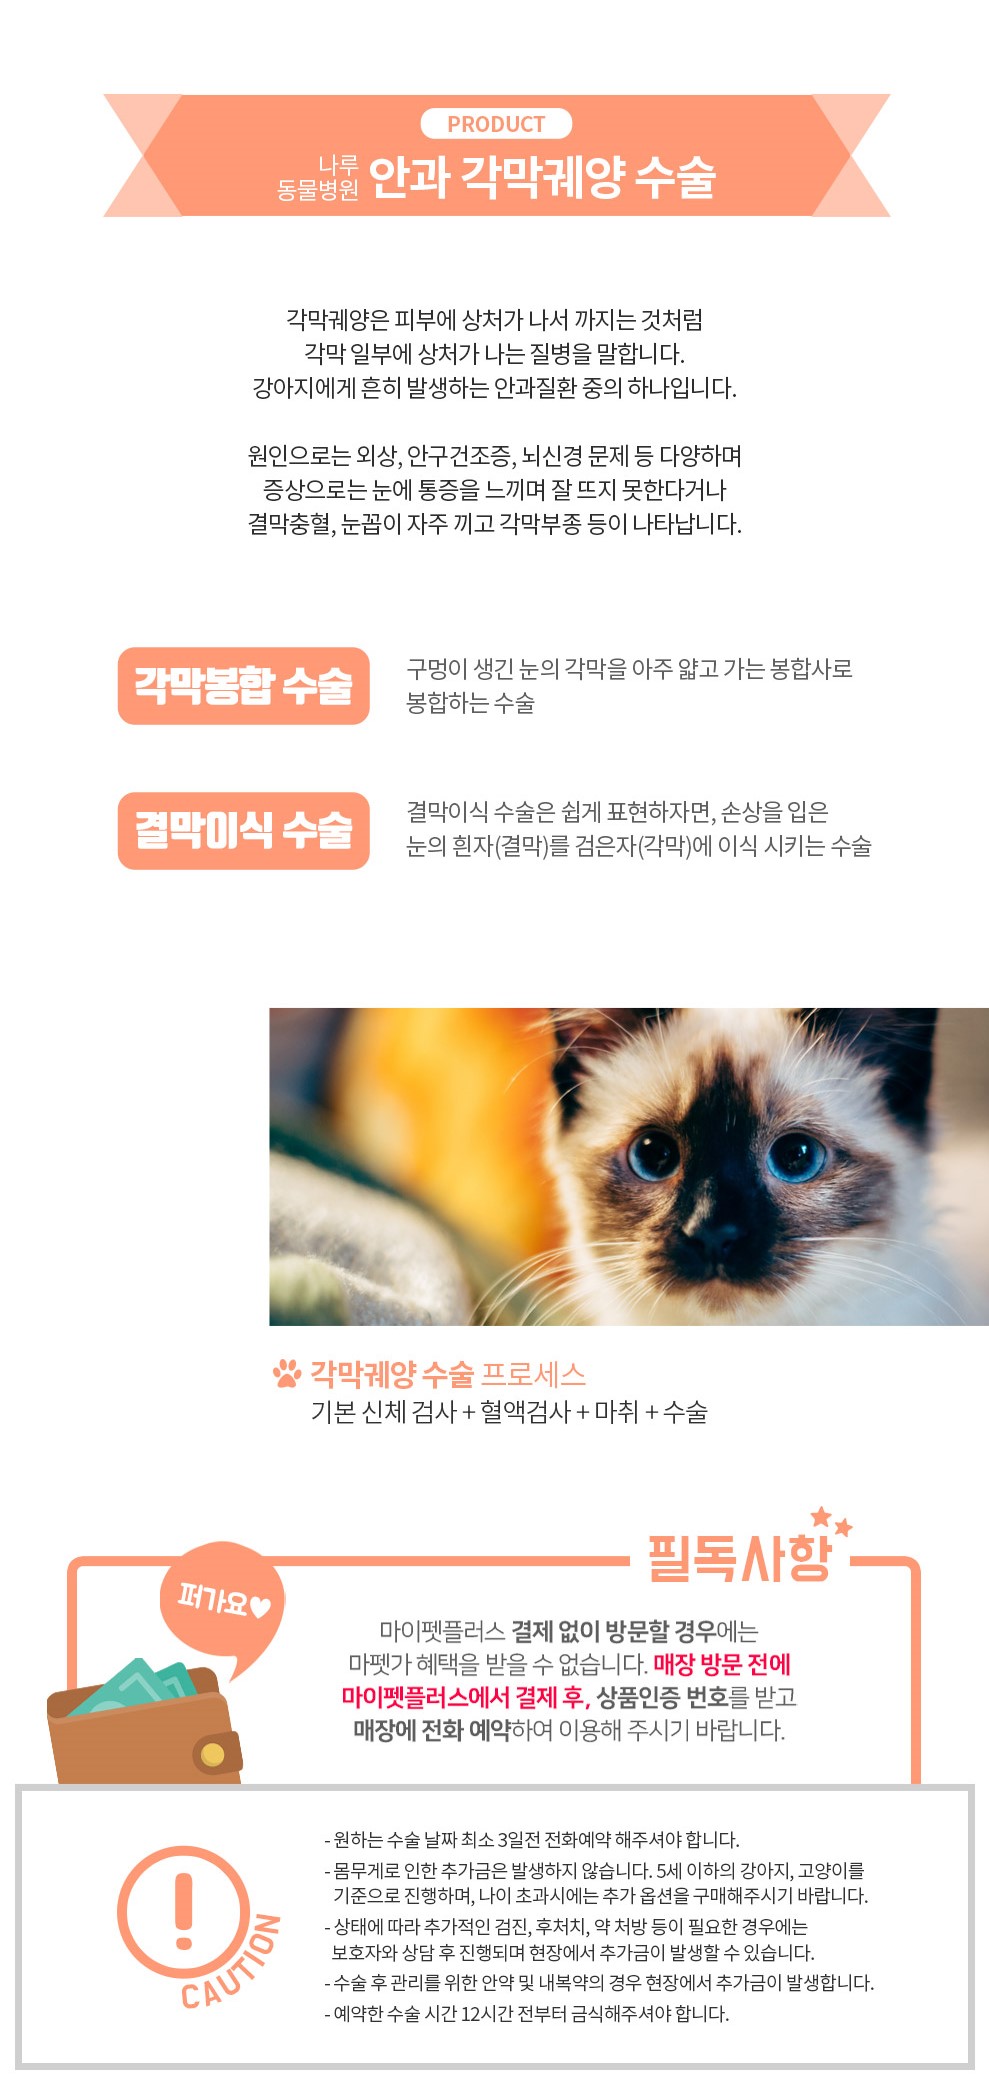 PRODUCT
나루
동물병원
안과 각막궤양 수술
각막궤양은 피부에 상처가 나서 까지는 것처럼
각막 일부에 상처가 나는 질병을 말합니다.
강아지에게 흔히 발생하는 안과질환 중의 하나입니다.
원인으로는 외상, 안구건조증, 뇌신경 문제 등 다양하며
증상으로는 눈에 통증을 느끼며 잘 뜨지 못한다거나
결막충혈, 눈꼽이 자주 끼고 각막부종 등이 나타납니다.
각막봉합 수술
구멍이 생긴 눈의 각막을 아주 얇고 가는 봉합사로
봉합하는 수술
결막이식 수술
결막이식 수술은 쉽게 표현하자면, 손상을 입은
눈의 흰자(결막)를 검은자(각막)에 이식 시키는 수술
각막궤양 수술 프로세스
기본 신체 검사 + 혈액검사 + 마취 + 수술
필독사항
퍼가요♥
마이펫플러스 결제 없이 방문할 경우에는
마펫가 혜택을 받을 수 없습니다. 매장 방문 전에
마이펫플러스에서 결제 후, 상품인증 번호를 받고
매장에 전화 예약하여 이용해 주시기 바랍니다.
CAUTION
- 원하는 수술 날짜 최소 3일전 전화예약 해주셔야 합니다.
- 몸무게로 인한 추가금은 발생하지 않습니다. 5세 이하의 강아지, 고양이를
기준으로 진행하며, 나이 초과시에는 추가 옵션을 구매해주시기 바랍니다.
- 상태에 따라 추가적인 검진, 후처치, 약 처방 등이 필요한 경우에는
보호자와 상담 후 진행되며 현장에서 추가금이 발생할 수 있습니다.
- 수술 후 관리를 위한 안약 및 내복약의 경우 현장에서 추가금이 발생합니다.
- 예약한 수술 시간 12시간 전부터 금식해주셔야 합니다.